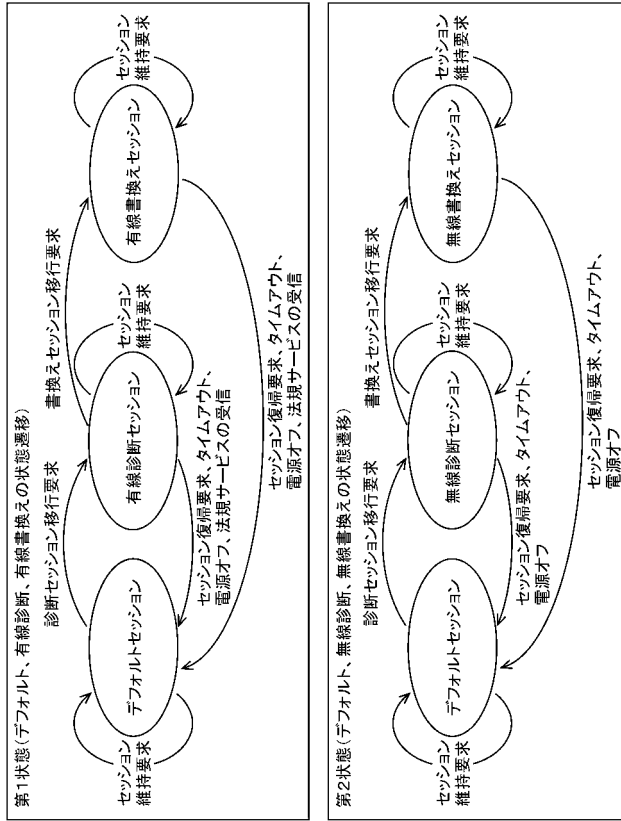 第1状態(デフォルト、有線診断、有線書換えの状態遷移)
診断セッション移行要求
書換えセッション移行要求
セッション
維持要求
デフォルトセッション
有線診断セッション
セッション
維持要求
有線書換えセッション
セッション
維持要求
セッション復帰要求、タイムアウト、
電源オフ、法規サービスの受信
セッション復帰要求、タイムアウト、
電源オフ、法規サービスの受信
第2状態(デフォルト、無線診断、無線書換えの状態遷移)
診断セッション移行要求
書換えセッション移行要求
セッション
維持要求
デフォルトセッション
無線診断セッション
セッション
維持要求
無線書換えセッション
セッション
維持要求
セッション復帰要求、タイムアウト、
電源オフ
セッション復帰要求、タイムアウト、
電源オフ